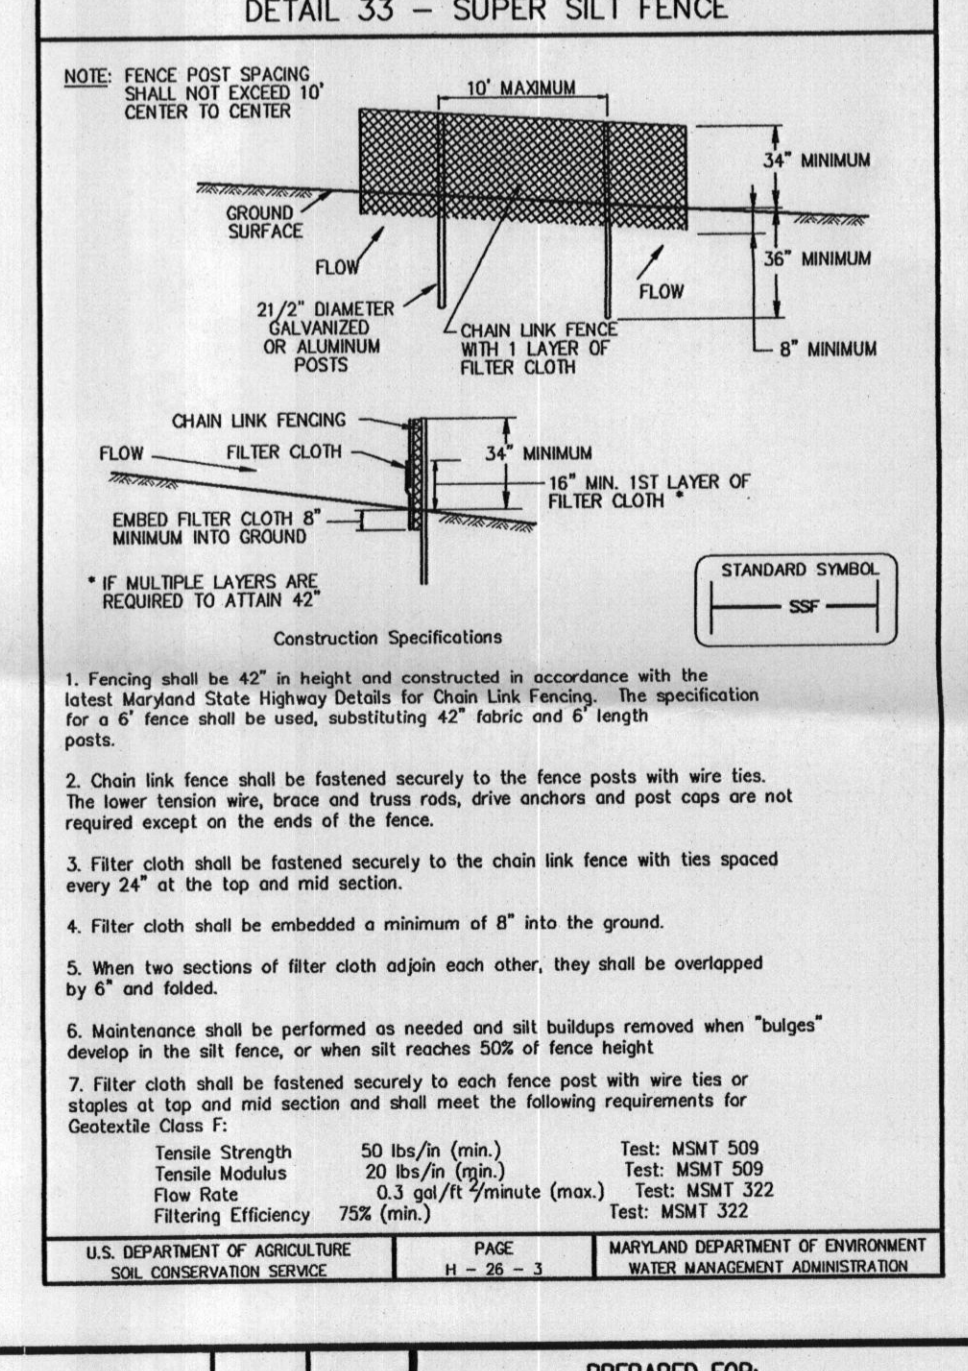 DETAIL 33 - SUPER SILT FENCE
NOTE: FENCE POST SPACING
SHALL NOT EXCEED 10'
CENTER TO CENTER
10' MAXIMUM
34" MINIMUM
GROUND
SURFACE
FLOW
36" MINIMUM
FLOW
21/2" DIAMETER
GALVANIZED
OR ALUMINUM
POSTS
CHAIN LINK FENCE
WITH 1 LAYER OF
FILTER CLOTH
8" MINIMUM
CHAIN LINK FENCING
FLOW
FILTER CLOTH
34" MINIMUM
16" MIN. 1ST LAYER OF
FILTER CLOTH *
EMBED FILTER CLOTH 8"
MINIMUM INTO GROUND
* IF MULTIPLE LAYERS ARE
REQUIRED TO ATTAIN 42"
STANDARD SYMBOL
SSF
Construction Specifications
1. Fencing shall be 42" in height and constructed in accordance with the
latest Maryland State Highway Details for Chain Link Fencing. The specification
for a 6' fence shall be used, substituting 42" fabric and 6' length
posts.
2. Chain link fence shall be fastened securely to the fence posts with wire ties.
The lower tension wire, brace and truss rods, drive anchors and post caps are not
required except on the ends of the fence.
3. Filter cloth shall be fastened securely to the chain link fence with ties spaced
every 24" at the top and mid section.
4. Filter cloth shall be embedded a minimum of 8" into the ground.
5. When two sections of filter cloth adjoin each other, they shall be overlapped
by 6" and folded.
6. Maintenance shall be performed as needed and silt buildups removed when "bulges"
develop in the silt fence, or when silt reaches 50% of fence height
7. Filter cloth shall be fastened securely to each fence post with wire ties or
staples at top and mid section and shall meet the following requirements for
Geotextile Class F:
Tensile Strength 50 lbs/in (min.) Test: MSMT 509
Tensile Modulus 20 lbs/in (min.) Test: MSMT 509
Flow Rate 0.3 gal/ft ²/minute (max.) Test: MSMT 322
Filtering Efficiency 75% (min.) Test: MSMT 322
U.S. DEPARTMENT OF AGRICULTURE
SOIL CONSERVATION SERVICE
PAGE
H - 26 - 3
MARYLAND DEPARTMENT OF ENVIRONMENT
WATER MANAGEMENT ADMINISTRATION
PREPARED FOR: